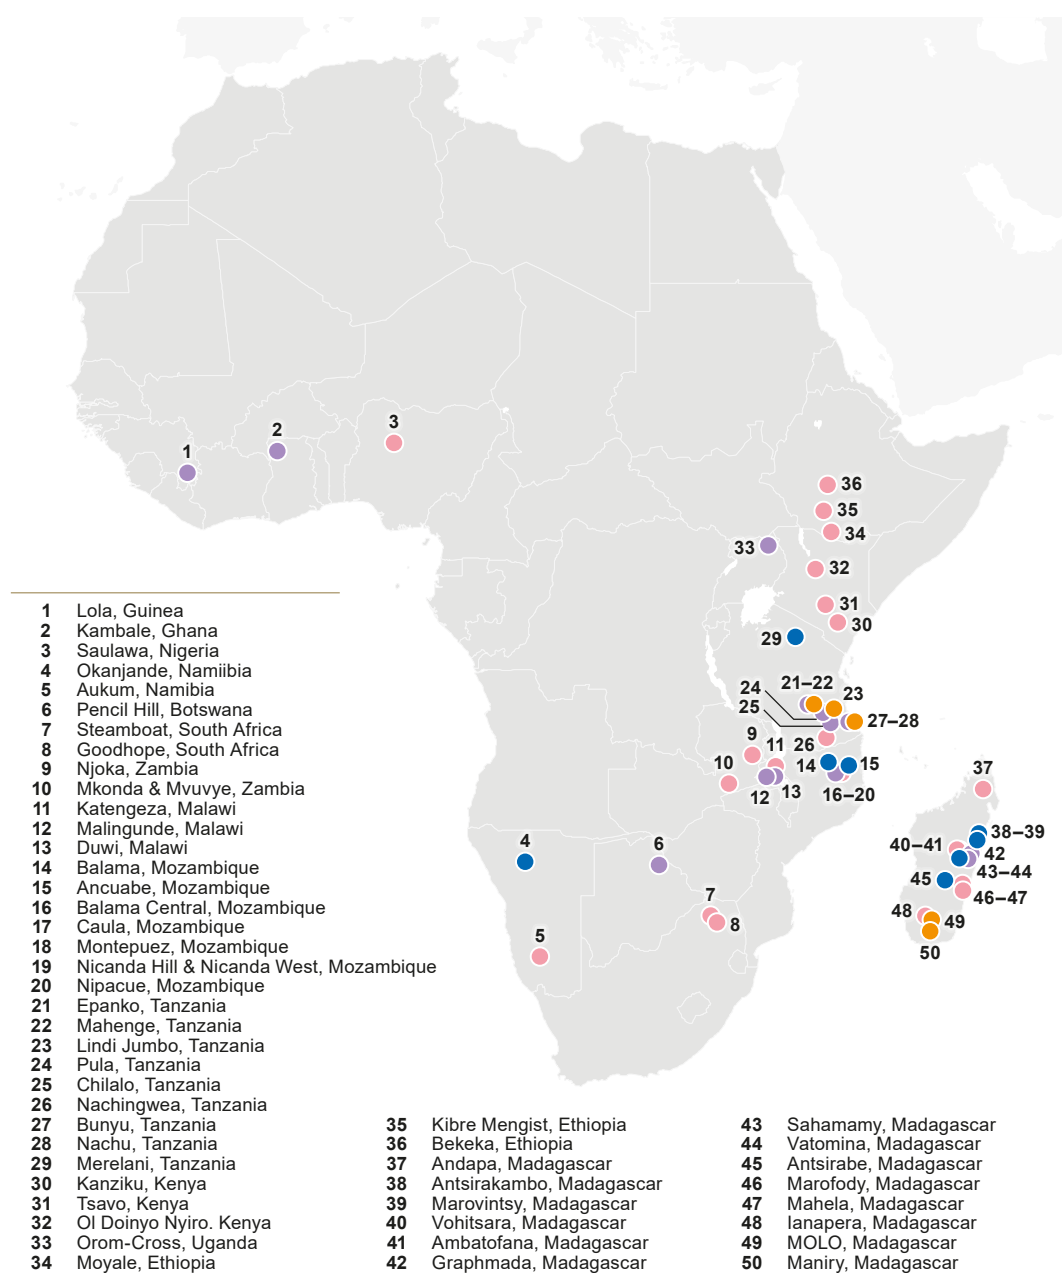 1
2
3
36
35
34
33
32
31
30
29
21–22
24
23
25
27–28
9
11
26
10
14
15
12
13
16–20
37
38–39
40–41
42
43–44
45
46–47
48
49
50
4
6
7
8
5
1 Lola, Guinea
2 Kambale, Ghana
3 Saulawa, Nigeria
4 Okanjande, Namiibia
5 Aukum, Namibia
6 Pencil Hill, Botswana
7 Steamboat, South Africa
8 Goodhope, South Africa
9 Njoka, Zambia
10 Mkonda & Mvuvye, Zambia
11 Katengeza, Malawi
12 Malingunde, Malawi
13 Duwi, Malawi
14 Balama, Mozambique
15 Ancuabe, Mozambique
16 Balama Central, Mozambique
17 Caula, Mozambique
18 Montepuez, Mozambique
19 Nicanda Hill & Nicanda West, Mozambique
20 Nipacue, Mozambique
21 Epanko, Tanzania
22 Mahenge, Tanzania
23 Lindi Jumbo, Tanzania
24 Pula, Tanzania
25 Chilalo, Tanzania
26 Nachingwea, Tanzania
27 Bunyu, Tanzania
28 Nachu, Tanzania
29 Merelani, Tanzania
30 Kanziku, Kenya
31 Tsavo, Kenya
32 Ol Doinyo Nyiro. Kenya
33 Orom-Cross, Uganda
34 Moyale, Ethiopia
35 Kibre Mengist, Ethiopia
36 Bekeka, Ethiopia
37 Andapa, Madagascar
38 Antsirakambo, Madagascar
39 Marovintsy, Madagascar
40 Vohitsara, Madagascar
41 Ambatofana, Madagascar
42 Graphmada, Madagascar
43 Sahamamy, Madagascar
44 Vatomina, Madagascar
45 Antsirabe, Madagascar
46 Marofody, Madagascar
47 Mahela, Madagascar
48 Ianapera, Madagascar
49 MOLO, Madagascar
50 Maniry, Madagascar